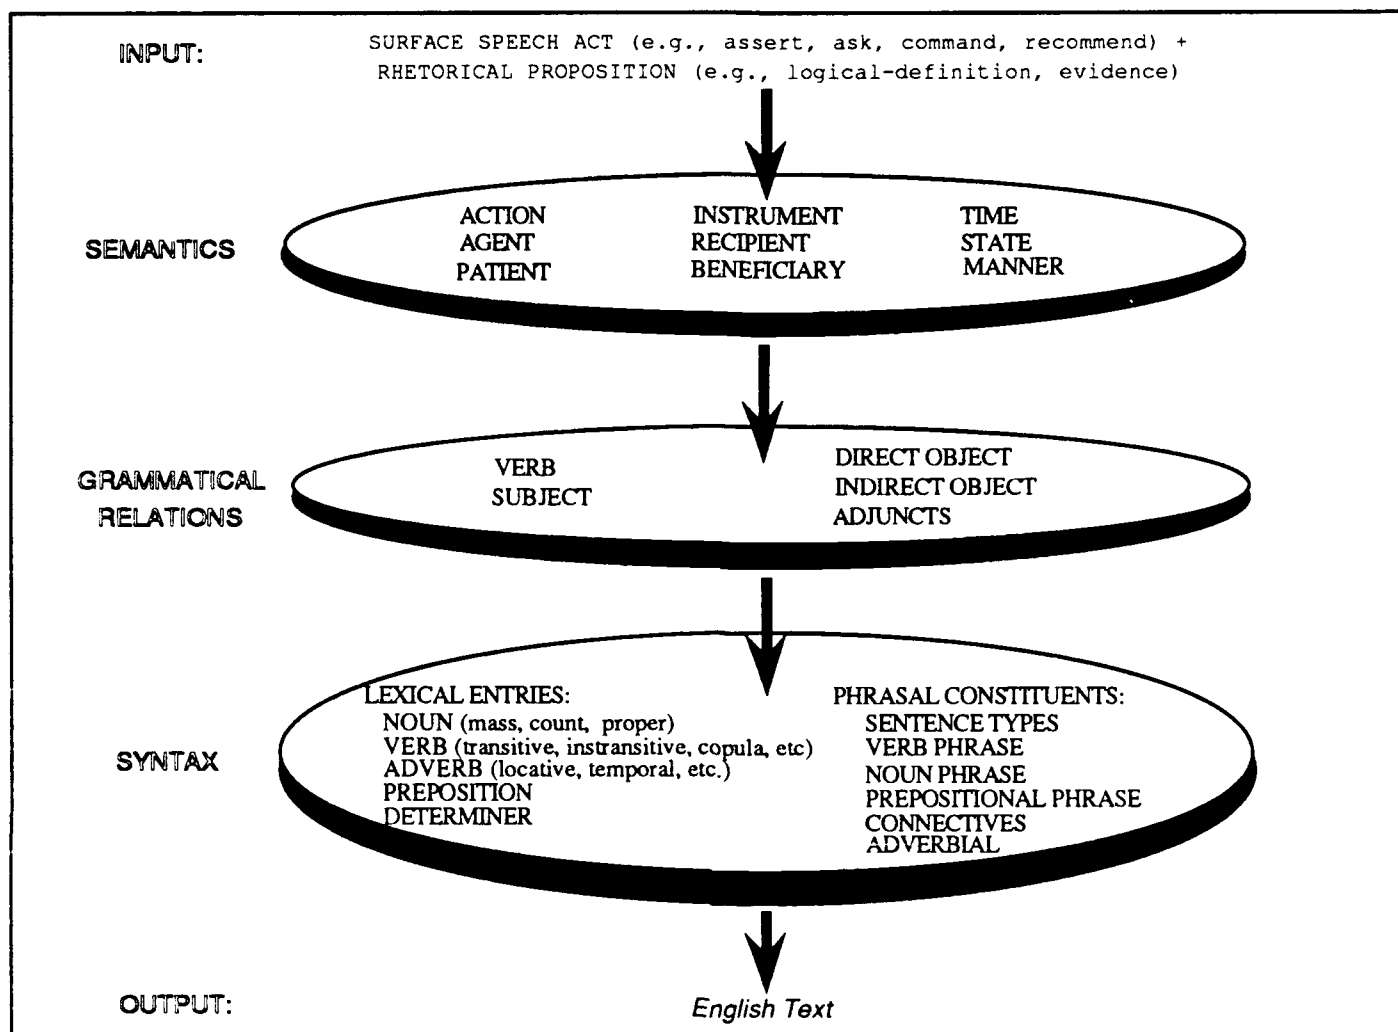 INPUT:
SURFACE SPEECH ACT (e.g., assert, ask, command, recommend) +
RHETORICAL PROPOSITION (e.g., logical-definition, evidence)
SEMANTICS
ACTION INSTRUMENT TIME
AGENT RECIPIENT STATE
PATIENT BENEFICIARY MANNER
GRAMMATICAL
RELATIONS
VERB
SUBJECT
DIRECT OBJECT
INDIRECT OBJECT
ADJUNCTS
SYNTAX
LEXICAL ENTRIES:
NOUN (mass, count, proper)
VERB (transitive, instransitive, copula, etc)
ADVERB (locative, temporal, etc.)
PREPOSITION
DETERMINER
PHRASAL CONSTITUENTS:
SENTENCE TYPES
VERB PHRASE
NOUN PHRASE
PREPOSITIONAL PHRASE
CONNECTIVES
ADVERBIAL
OUTPUT:
English Text